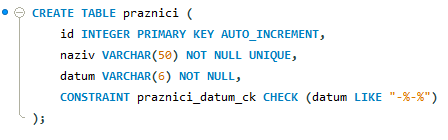 CREATE TABLE praznici (
id INTEGER PRIMARY KEY AUTO_INCREMENT,
naziv VARCHAR(50) NOT NULL UNIQUE,
datum VARCHAR(6) NOT NULL,
CONSTRAINT praznici_datum_ck CHECK (datum LIKE "-%-%")
);